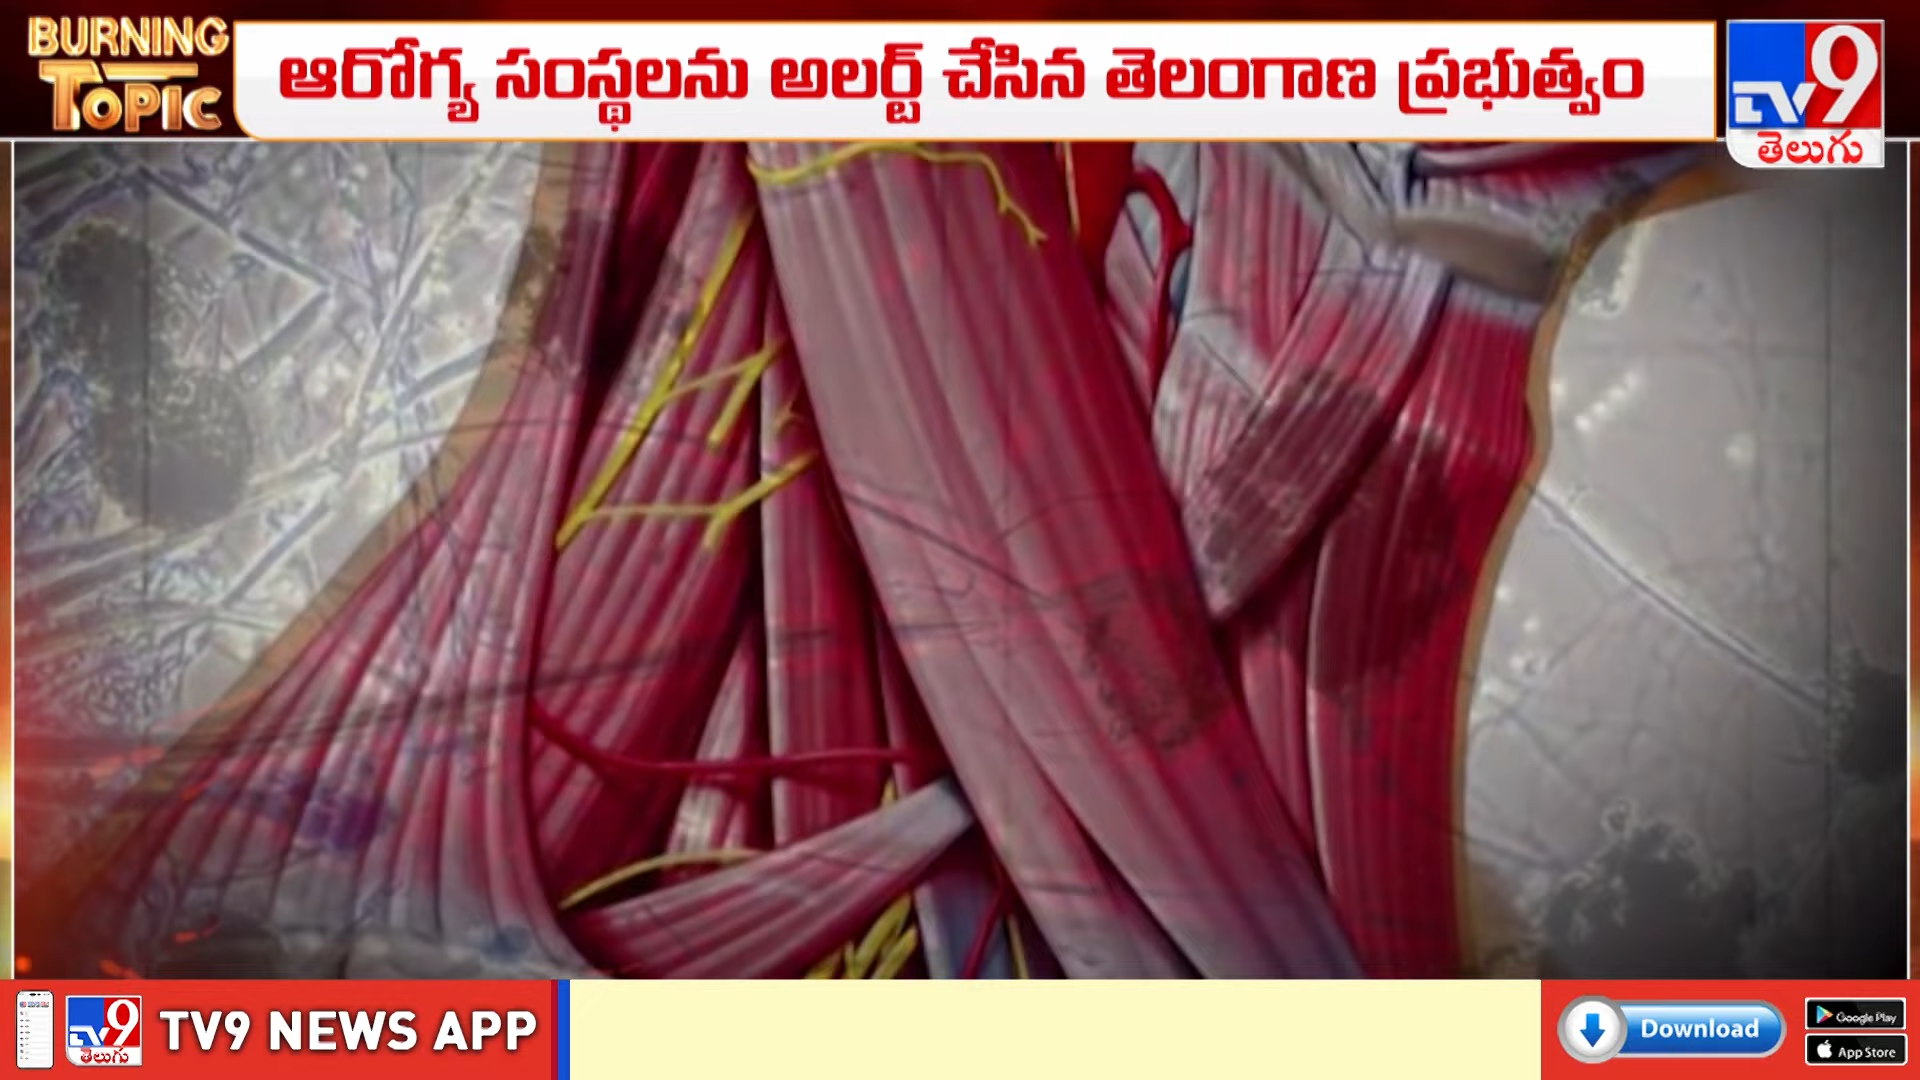 BURNING
TOPIC
ఆరోగ్య సంస్థలను అలర్ట్ చేసిన తెలంగాణ ప్రభుత్వం
TV9
తెలుగు
TV9
తెలుగు
TV9 NEWS APP
Download
Google Play
App Store